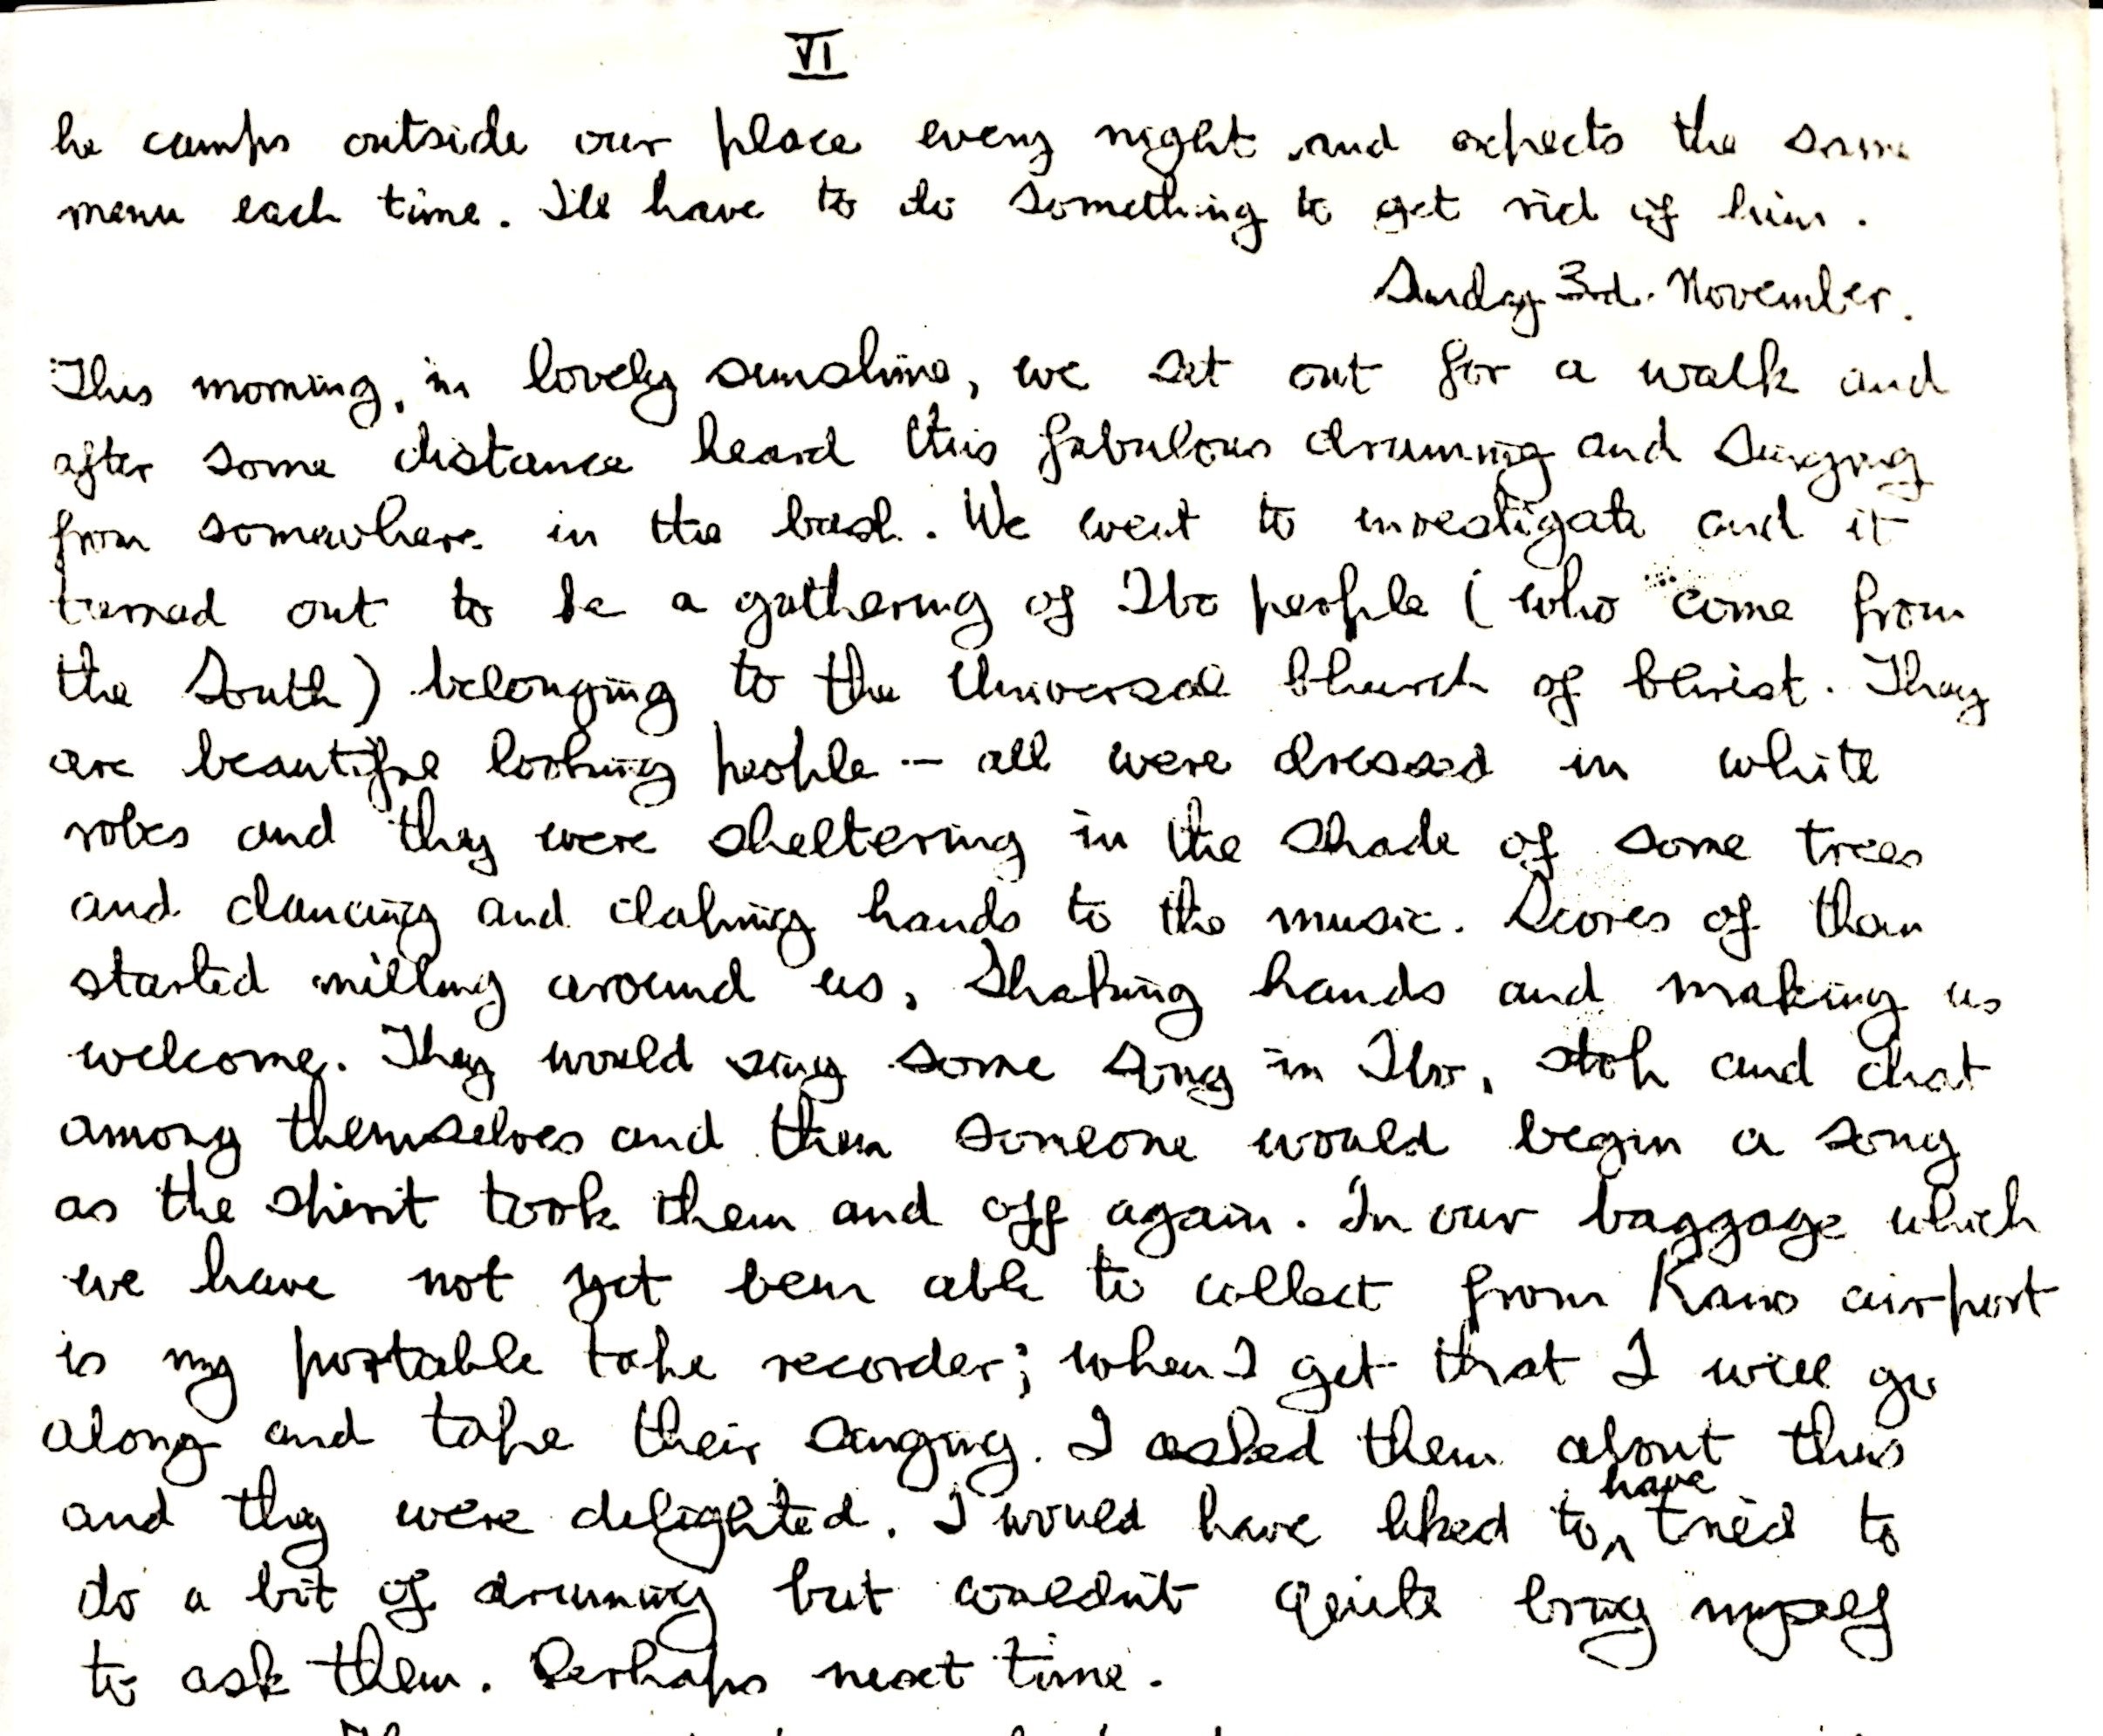 VI
he camps outside our place every night and expects the same
menu each time. I'll have to do something to get rid of him.
Sunday 3rd. November.
This morning, in lovely sunshine, we set out for a walk and
after some distance heard this fabulous druming and singing
from somewhere in the bush. We went to investigate and it
turned out to be a gathering of Ibo people (who come from
the South) belonging to the Universal Church of Christ. They
are beautiful looking people - all were dressed in white
robes and they were sheltering in the shade of some trees
and dancing and claping hands to the music. Scores of them
started milling around us, shaking hands and making us
welcome. They would sing some song in Ibo, stop and chat
among themselves and then someone would begin a song
as the spirit took them and off again. In our baggage which
we have not yet been able to collect from Kano airport
is my portable tape recorder; when I get that I will go
along and tape their singing. I asked them about this
and they were delighted. I would have liked to have tried to
do a bit of druming but couldn't quite bring myself
to ask them. Perhaps next time.